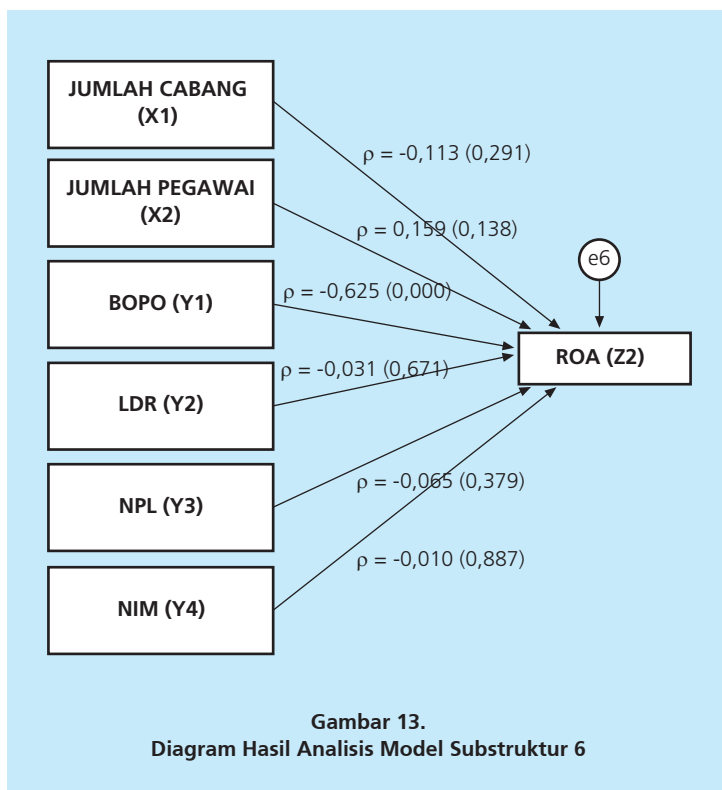 JUMLAH CABANG
(X1)
ρ = -0,113 (0,291)
JUMLAH PEGAWAI
(X2)
ρ = 0,159 (0,138)
e6
BOPO (Y1)
ρ = -0,625 (0,000)
ROA (Z2)
LDR (Y2)
ρ = -0,031 (0,671)
NPL (Y3)
ρ = -0,065 (0,379)
NIM (Y4)
ρ = -0,010 (0,887)
Gambar 13.
Diagram Hasil Analisis Model Substruktur 6